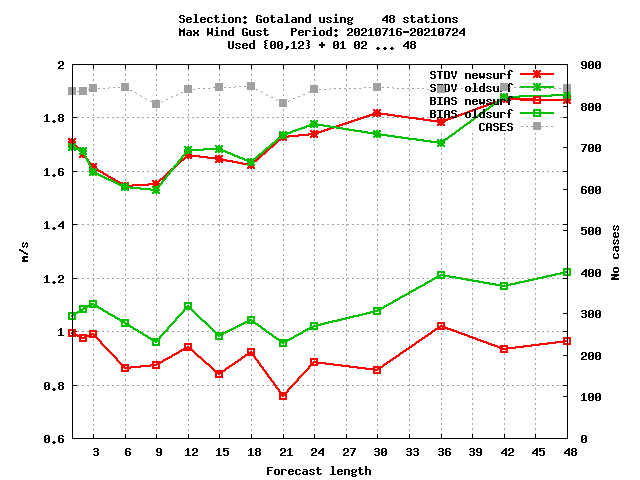 Selection: Gotaland using    48 stations
Max Wind Gust   Period: 20210716-20210724
Used {00,12} + 01 02 ... 48
STDV newsurf
STDV oldsurf
BIAS newsurf
BIAS oldsurf
CASES
m/s
2
1.8
1.6
1.4
1.2
1
0.8
0.6
900
800
700
600
500
400
300
200
100
0
No cases
3 6 9 12 15 18 21 24 27 30 33 36 39 42 45 48
Forecast length